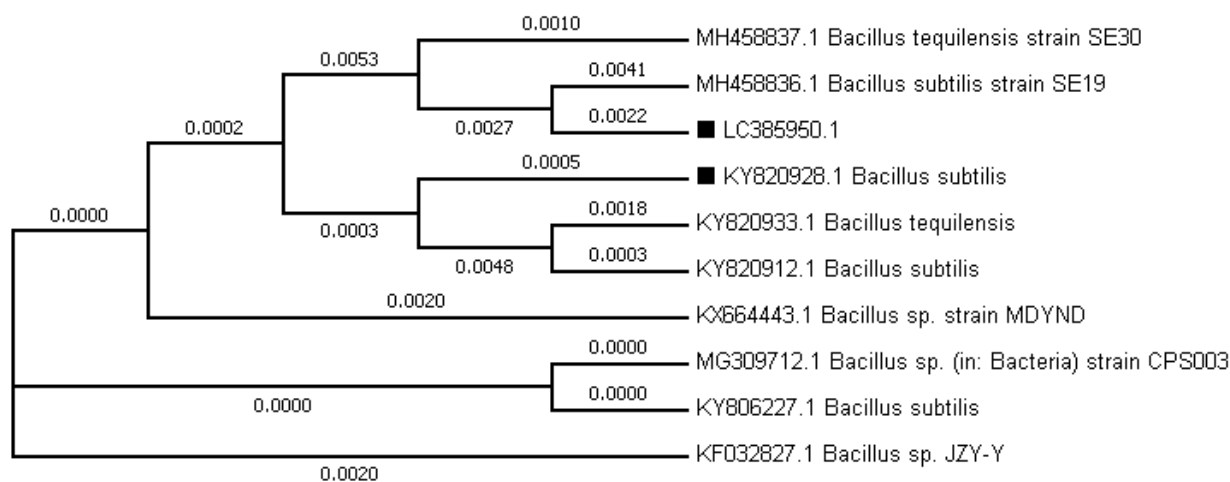 0.0010
MH458837.1 Bacillus tequilensis strain SE30
0.0053
0.0041
MH458836.1 Bacillus subtilis strain SE19
0.0002
0.0027
0.0022
■ LC385950.1
0.0005
■ KY820928.1 Bacillus subtilis
0.0000
0.0003
0.0018
KY820933.1 Bacillus tequilensis
0.0048
0.0003
KY820912.1 Bacillus subtilis
0.0020
KX664443.1 Bacillus sp. strain MDYND
0.0000
MG309712.1 Bacillus sp. (in: Bacteria) strain CPS003
0.0000
0.0000
KY806227.1 Bacillus subtilis
KF032827.1 Bacillus sp. JZY-Y
0.0020